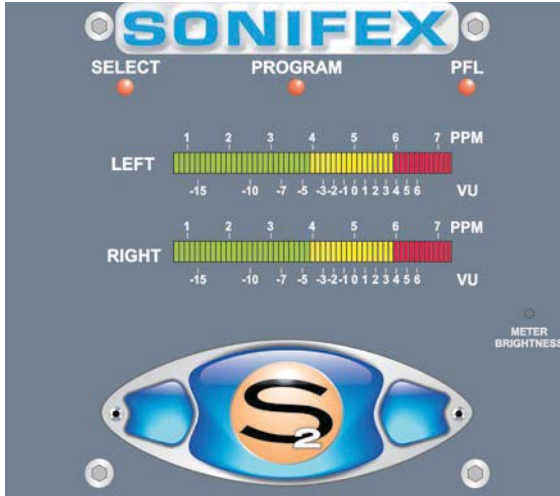 SONIFEX
SELECT PROGRAM PFL
1 2 3 4 5 6 7 PPM
LEFT
-15 -10 -7 -5 -3 -2 -1 0 1 2 3 4 5 6 VU
1 2 3 4 5 6 7 PPM
RIGHT
-15 -10 -7 -5 -3 -2 -1 0 1 2 3 4 5 6 VU
METER
BRIGHTNESS
S2